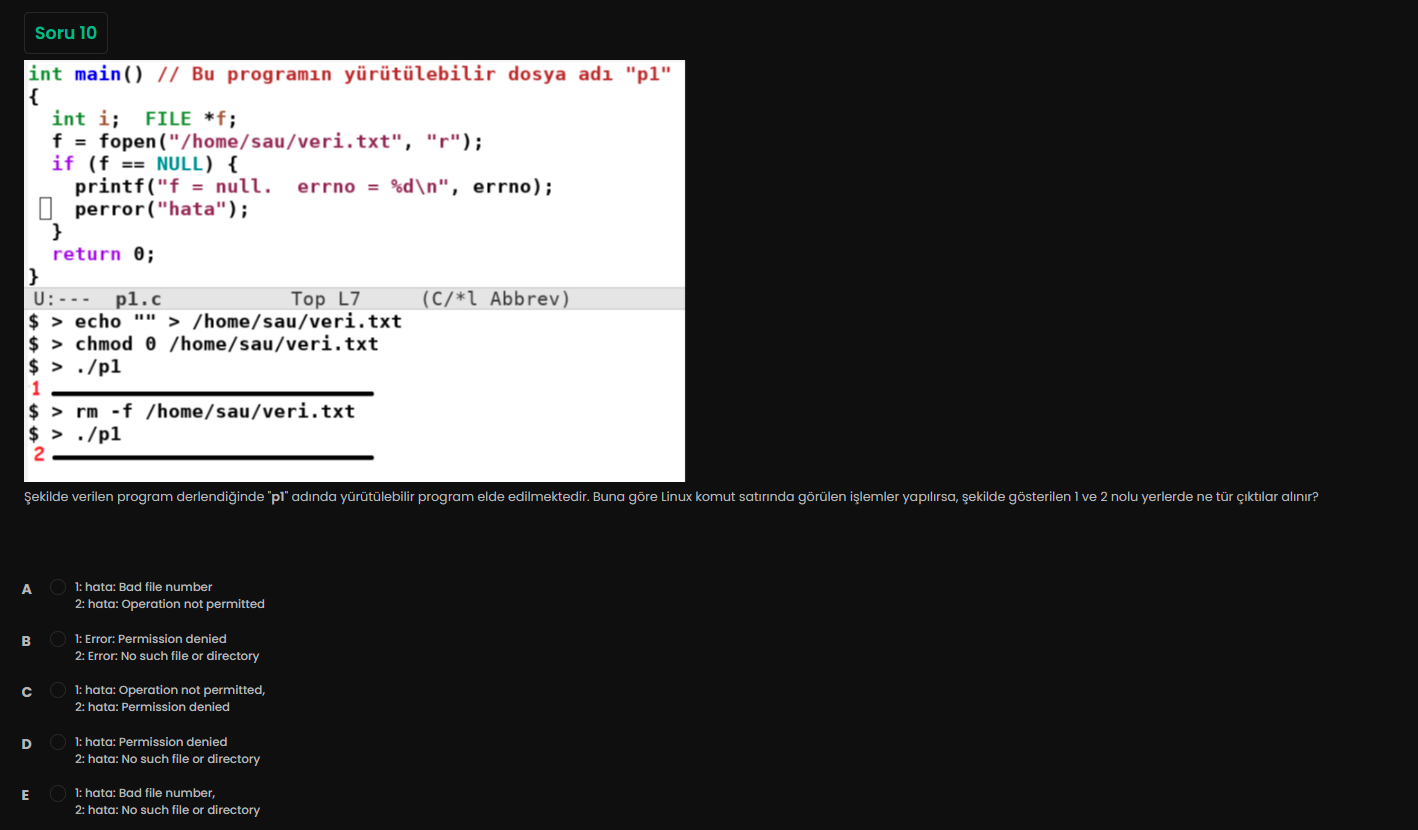 Soru 10
int main() // Bu programın yürütülebilir dosya adı "p1"
{
int i;  FILE *f;
f = fopen("/home/sau/veri.txt", "r");
if (f == NULL) {
printf("f = null.  errno = %d\n", errno);
perror("hata");
}
return 0;
}
U:---  p1.c  Top L7  (C/*l Abbrev)
$ > echo "" > /home/sau/veri.txt
$ > chmod 0 /home/sau/veri.txt
$ > ./p1
1
$ > rm -f /home/sau/veri.txt
$ > ./p1
2
Şekilde verilen program derlendiğinde "p1" adında yürütülebilir program elde edilmektedir. Buna göre Linux komut satırında görülen işlemler yapılırsa, şekilde gösterilen 1 ve 2 nolu yerlerde ne tür çıktılar alınır?
A
1: hata: Bad file number
2: hata: Operation not permitted
B
1: Error: Permission denied
2: Error: No such file or directory
C
1: hata: Operation not permitted,
2: hata: Permission denied
D
1: hata: Permission denied
2: hata: No such file or directory
E
1: hata: Bad file number,
2: hata: No such file or directory